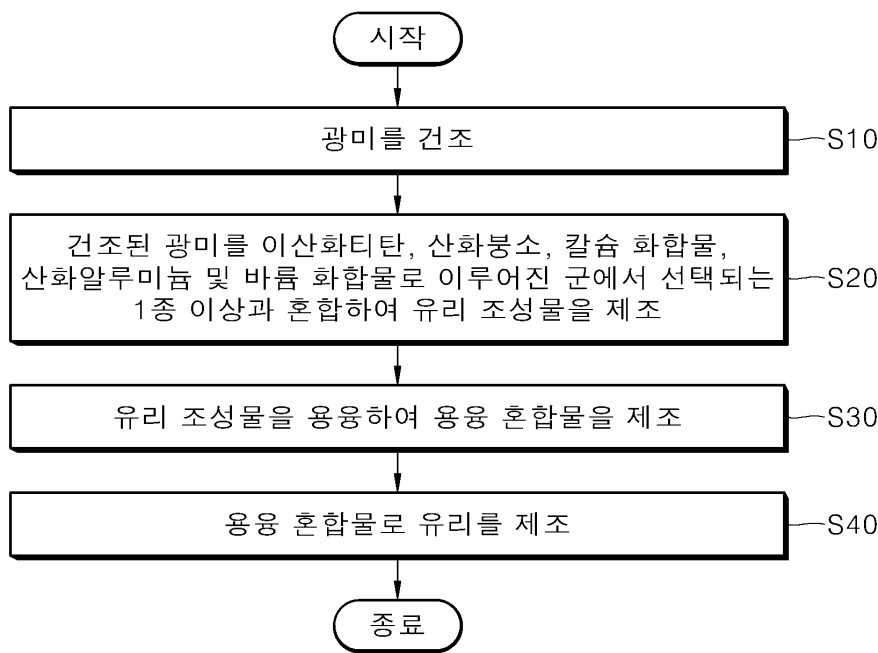 시작
광미를 건조
S10
건조된 광미를 이산화티탄, 산화붕소, 칼슘 화합물,
산화알루미늄 및 바륨 화합물로 이루어진 군에서 선택되는
1종 이상과 혼합하여 유리 조성물을 제조
S20
유리 조성물을 용융하여 용융 혼합물을 제조
S30
용융 혼합물로 유리를 제조
S40
종료